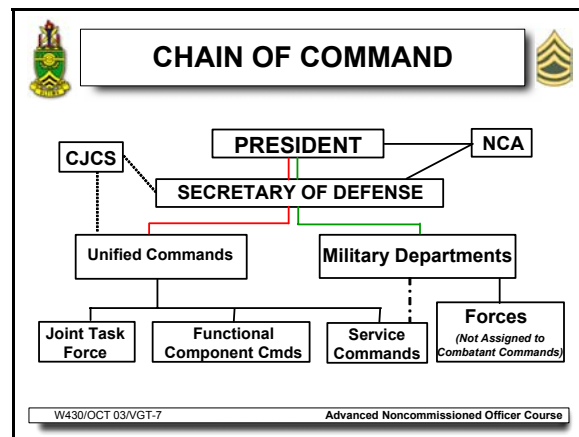 CHAIN OF COMMAND
PRESIDENT
NCA
CJCS
SECRETARY OF DEFENSE
Unified Commands
Military Departments
Joint Task
Force
Functional
Component Cmds
Service
Commands
Forces
(Not Assigned to
Combatant Commands)
W430/OCT 03/VGT-7
Advanced Noncommissioned Officer Course